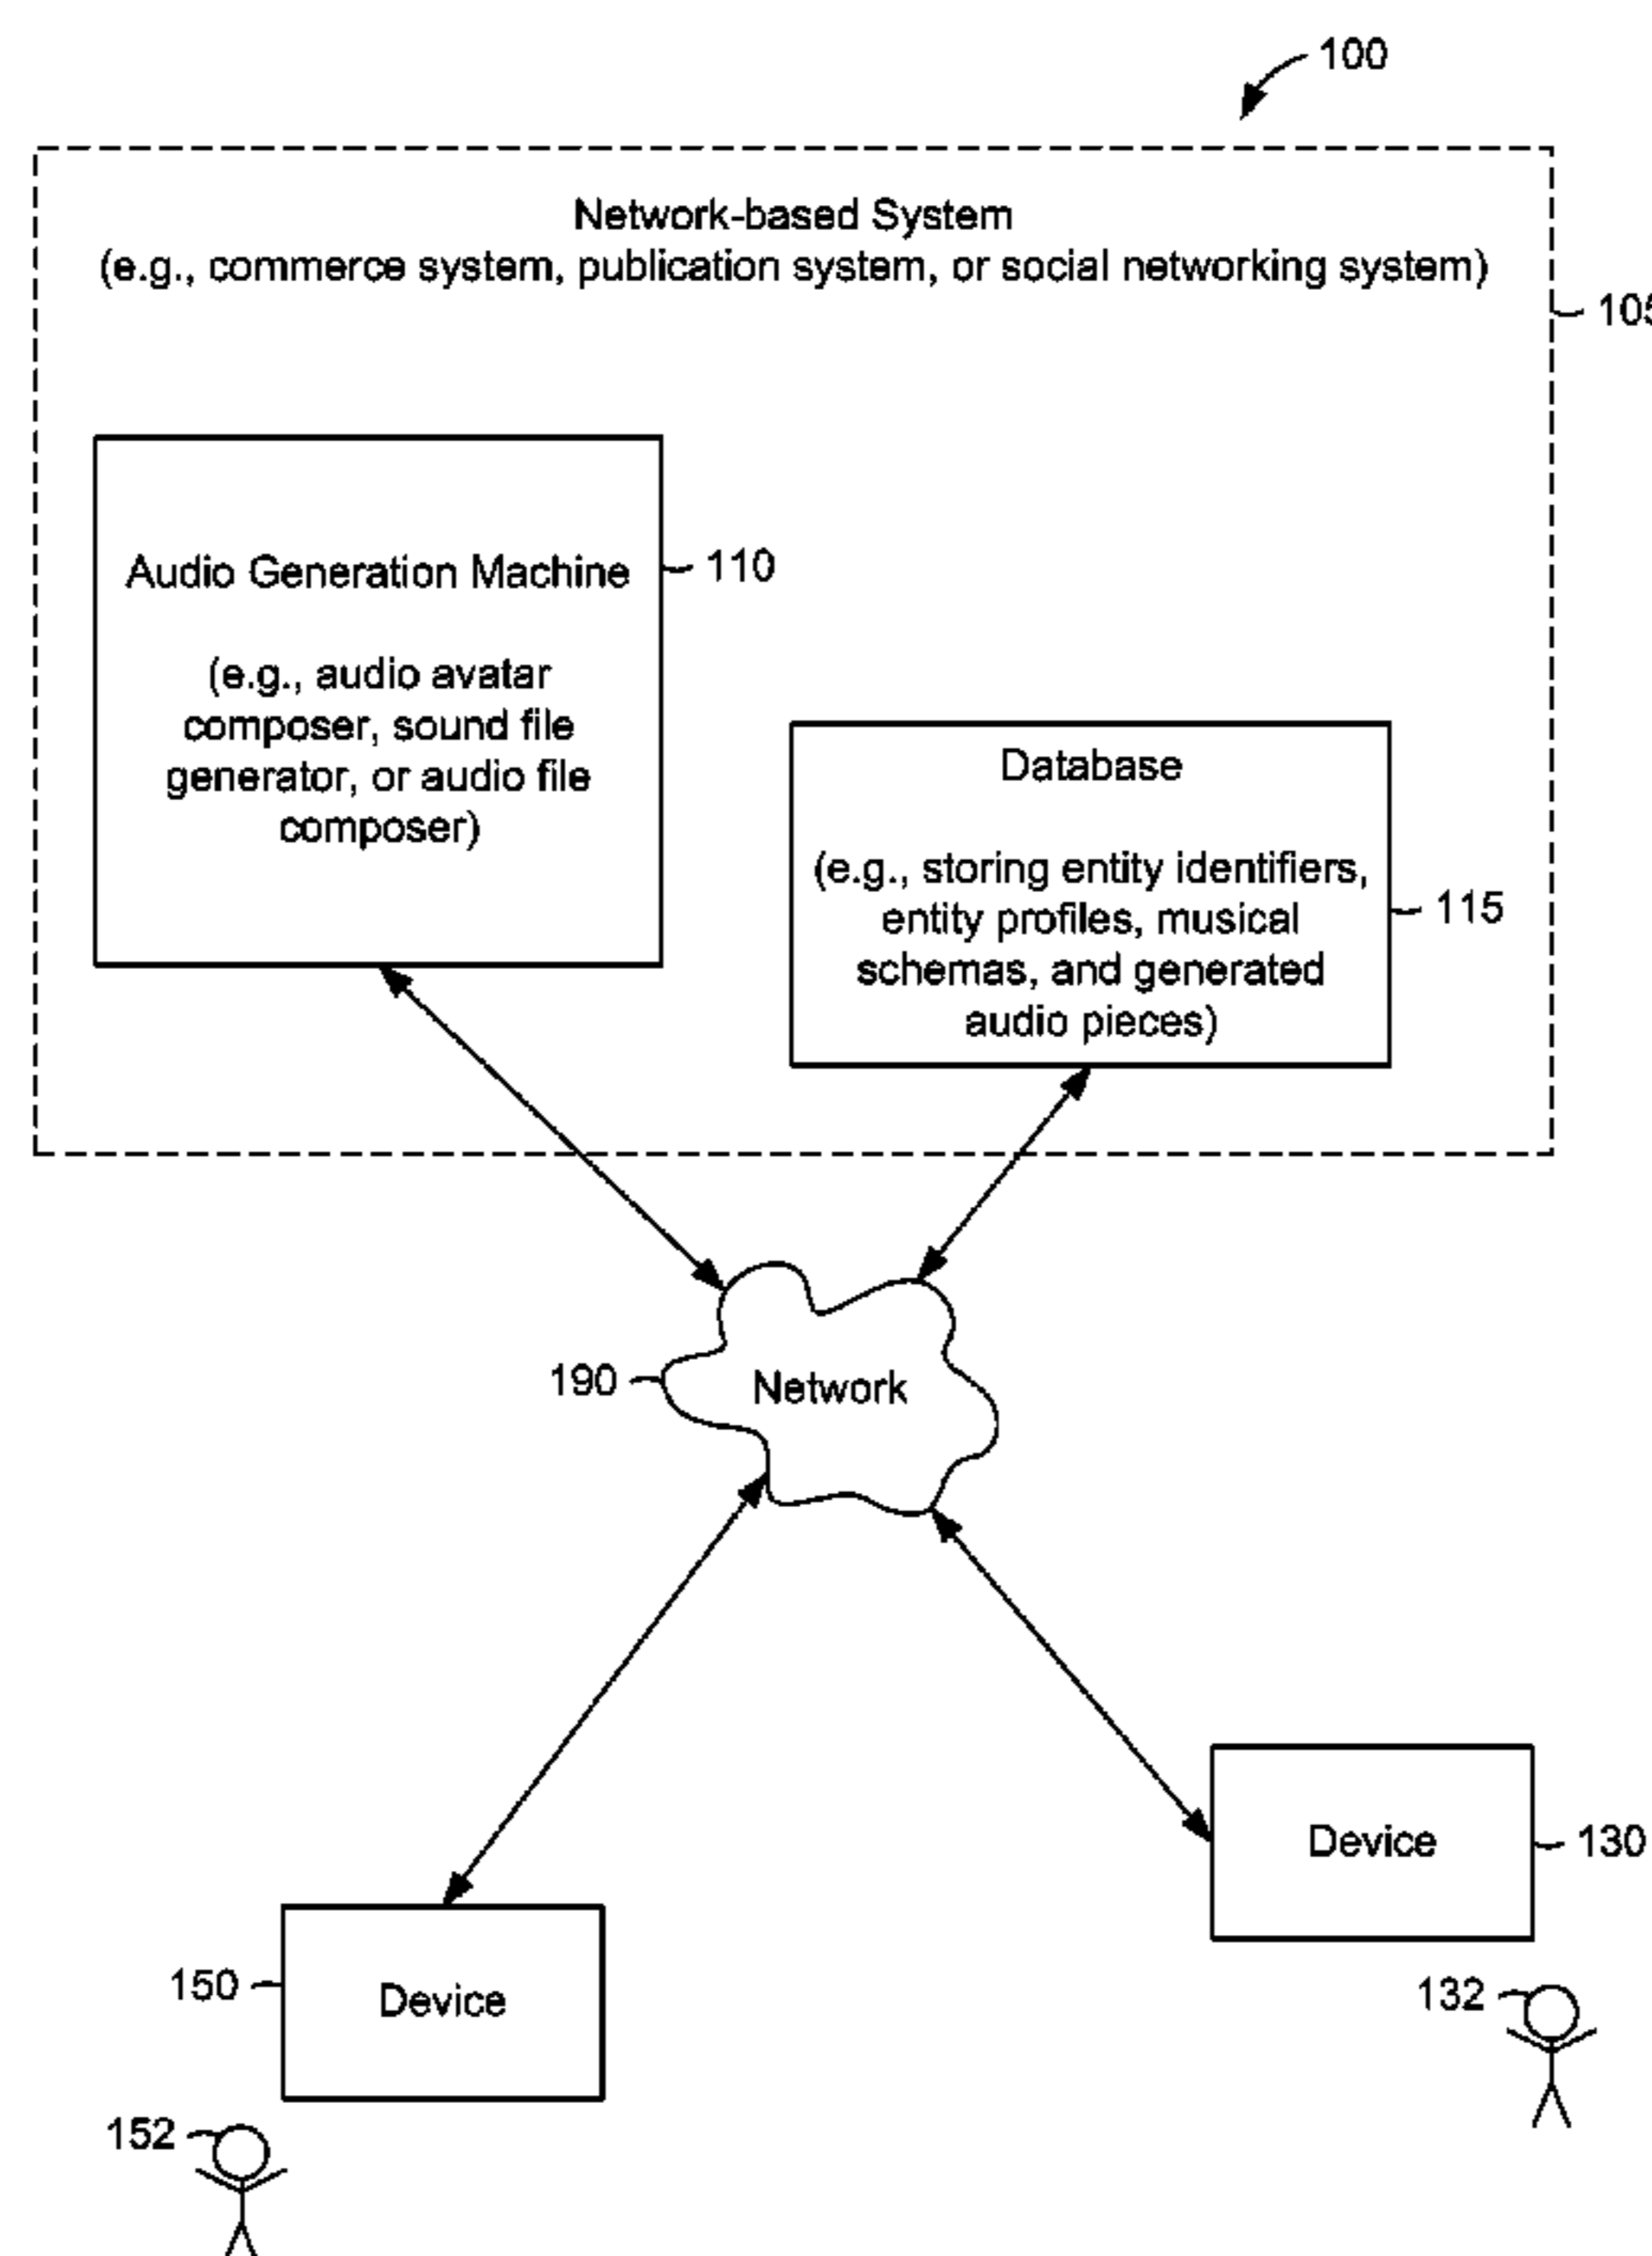 100
Network-based System
(e.g., commerce system, publication system, or social networking system)
105
Audio Generation Machine
110
(e.g., audio avatar
composer, sound file
generator, or audio file
composer)
Database
(e.g., storing entity identifiers,
entity profiles, musical
schemas, and generated
audio pieces)
115
190
Network
Device
130
150
Device
132
152